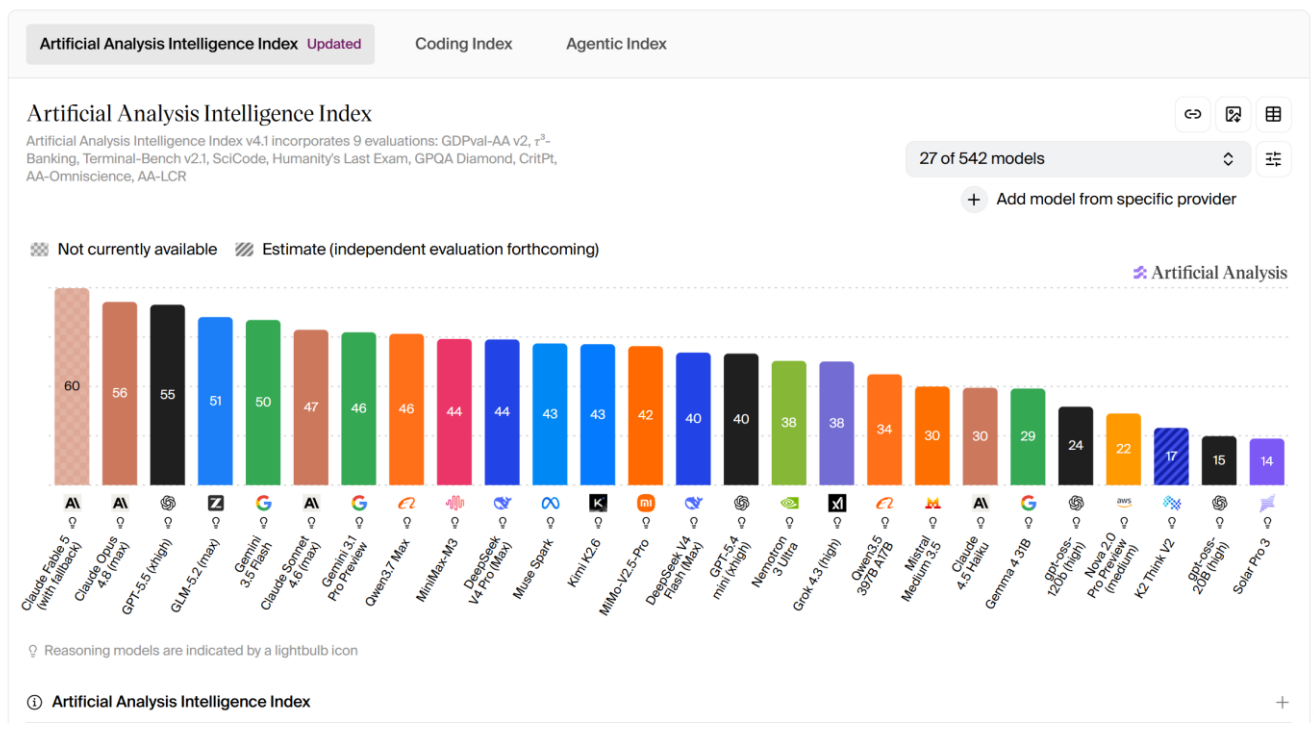 Artificial Analysis Intelligence Index Updated
Coding Index
Agentic Index
Artificial Analysis Intelligence Index
Artificial Analysis Intelligence Index v4.1 incorporates 9 evaluations: GDPval-AA v2, τ³-
Banking, Terminal-Bench v2.1, SciCode, Humanity's Last Exam, GPQA Diamond, CritPt,
AA-Omniscience, AA-LCR
27 of 542 models
+ Add model from specific provider
Not currently available
Estimate (independent evaluation forthcoming)
Artificial Analysis
60
56
55
51
50
47
46
46
44
44
43
43
42
40
40
38
38
34
30
30
29
24
22
17
15
14
aws
Claude Fable 5
(with fallback)
Claude Opus
4.8 (max)
GPT-5.5 (xhigh)
GLM-5.2 (max)
Gemini
3.5 Flash
Claude Sonnet
4.6 (max)
Gemini 3.1
Pro Preview
Qwen3.7 Max
MiniMax-M3
DeepSeek
V4 Pro (Max)
Muse Spark
Kimi K2.6
MiMo-V2.5-Pro
DeepSeek V4
Flash (Max)
GPT-5.4
mini (xhigh)
Nemotron
3 Ultra
Grok 4.3 (high)
Qwen3.5
397B A17B
Mistral
Medium 3.5
Claude
4.5 Haiku
Gemma 4 31B
gpt-oss-
120b (high)
Nova 2.0
Pro Preview
(medium)
K2 Think V2
gpt-oss-
20B (high)
Solar Pro 3
Reasoning models are indicated by a lightbulb icon
Artificial Analysis Intelligence Index